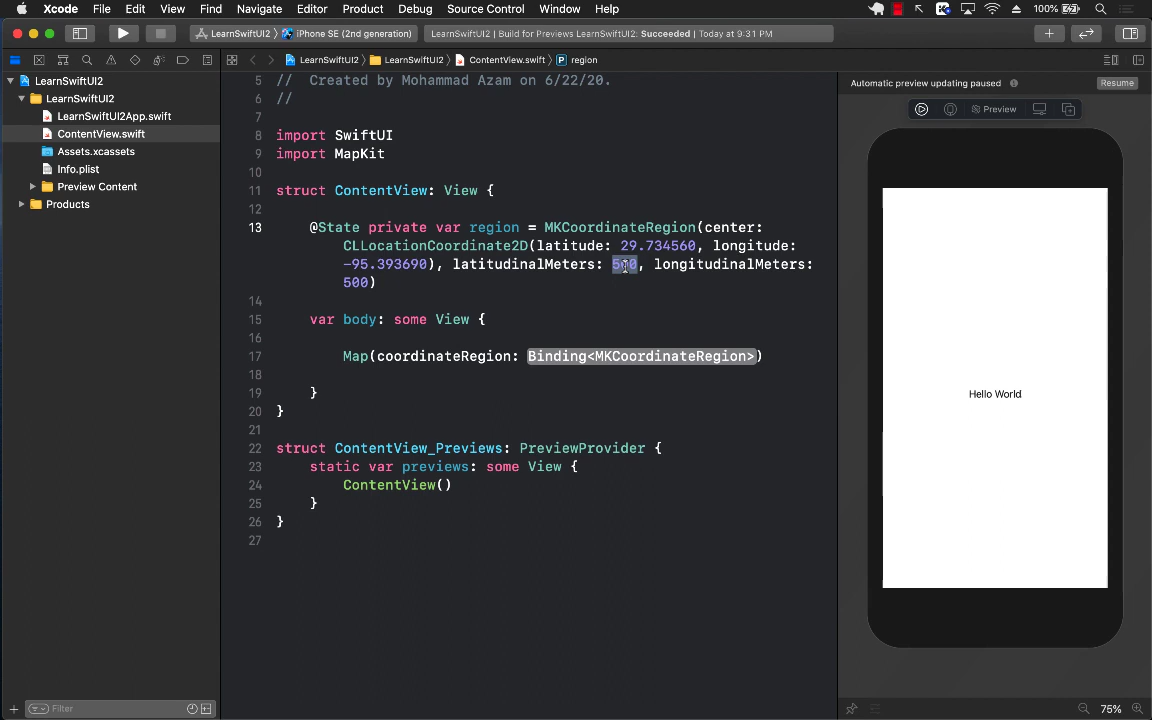 Xcode File Edit View Find Navigate Editor Product Debug Source Control Window Help 100%
LearnSwiftUI2 iPhone SE (2nd generation) LearnSwiftUI2 | Build for Previews LearnSwiftUI2: Succeeded | Today at 9:31 PM
LearnSwiftUI2 LearnSwiftUI2 ContentView.swift P region
LearnSwiftUI2
LearnSwiftUI2
LearnSwiftUI2App.swift
ContentView.swift
Assets.xcassets
Info.plist
Preview Content
Products
Filter
5 // Created by Mohammad Azam on 6/22/20.
6 //
7
8 import SwiftUI
9 import MapKit
10
11 struct ContentView: View {
12
13 @State private var region = MKCoordinateRegion(center:
CLLocationCoordinate2D(latitude: 29.734560, longitude:
-95.393690), latitudinalMeters: 500, longitudinalMeters:
500)
14
15 var body: some View {
16
17 Map(coordinateRegion: Binding<MKCoordinateRegion>)
18
19 }
20 }
21
22 struct ContentView_Previews: PreviewProvider {
23 static var previews: some View {
24 ContentView()
25 }
26 }
27
Automatic preview updating paused Resume
Preview
Hello World
75%